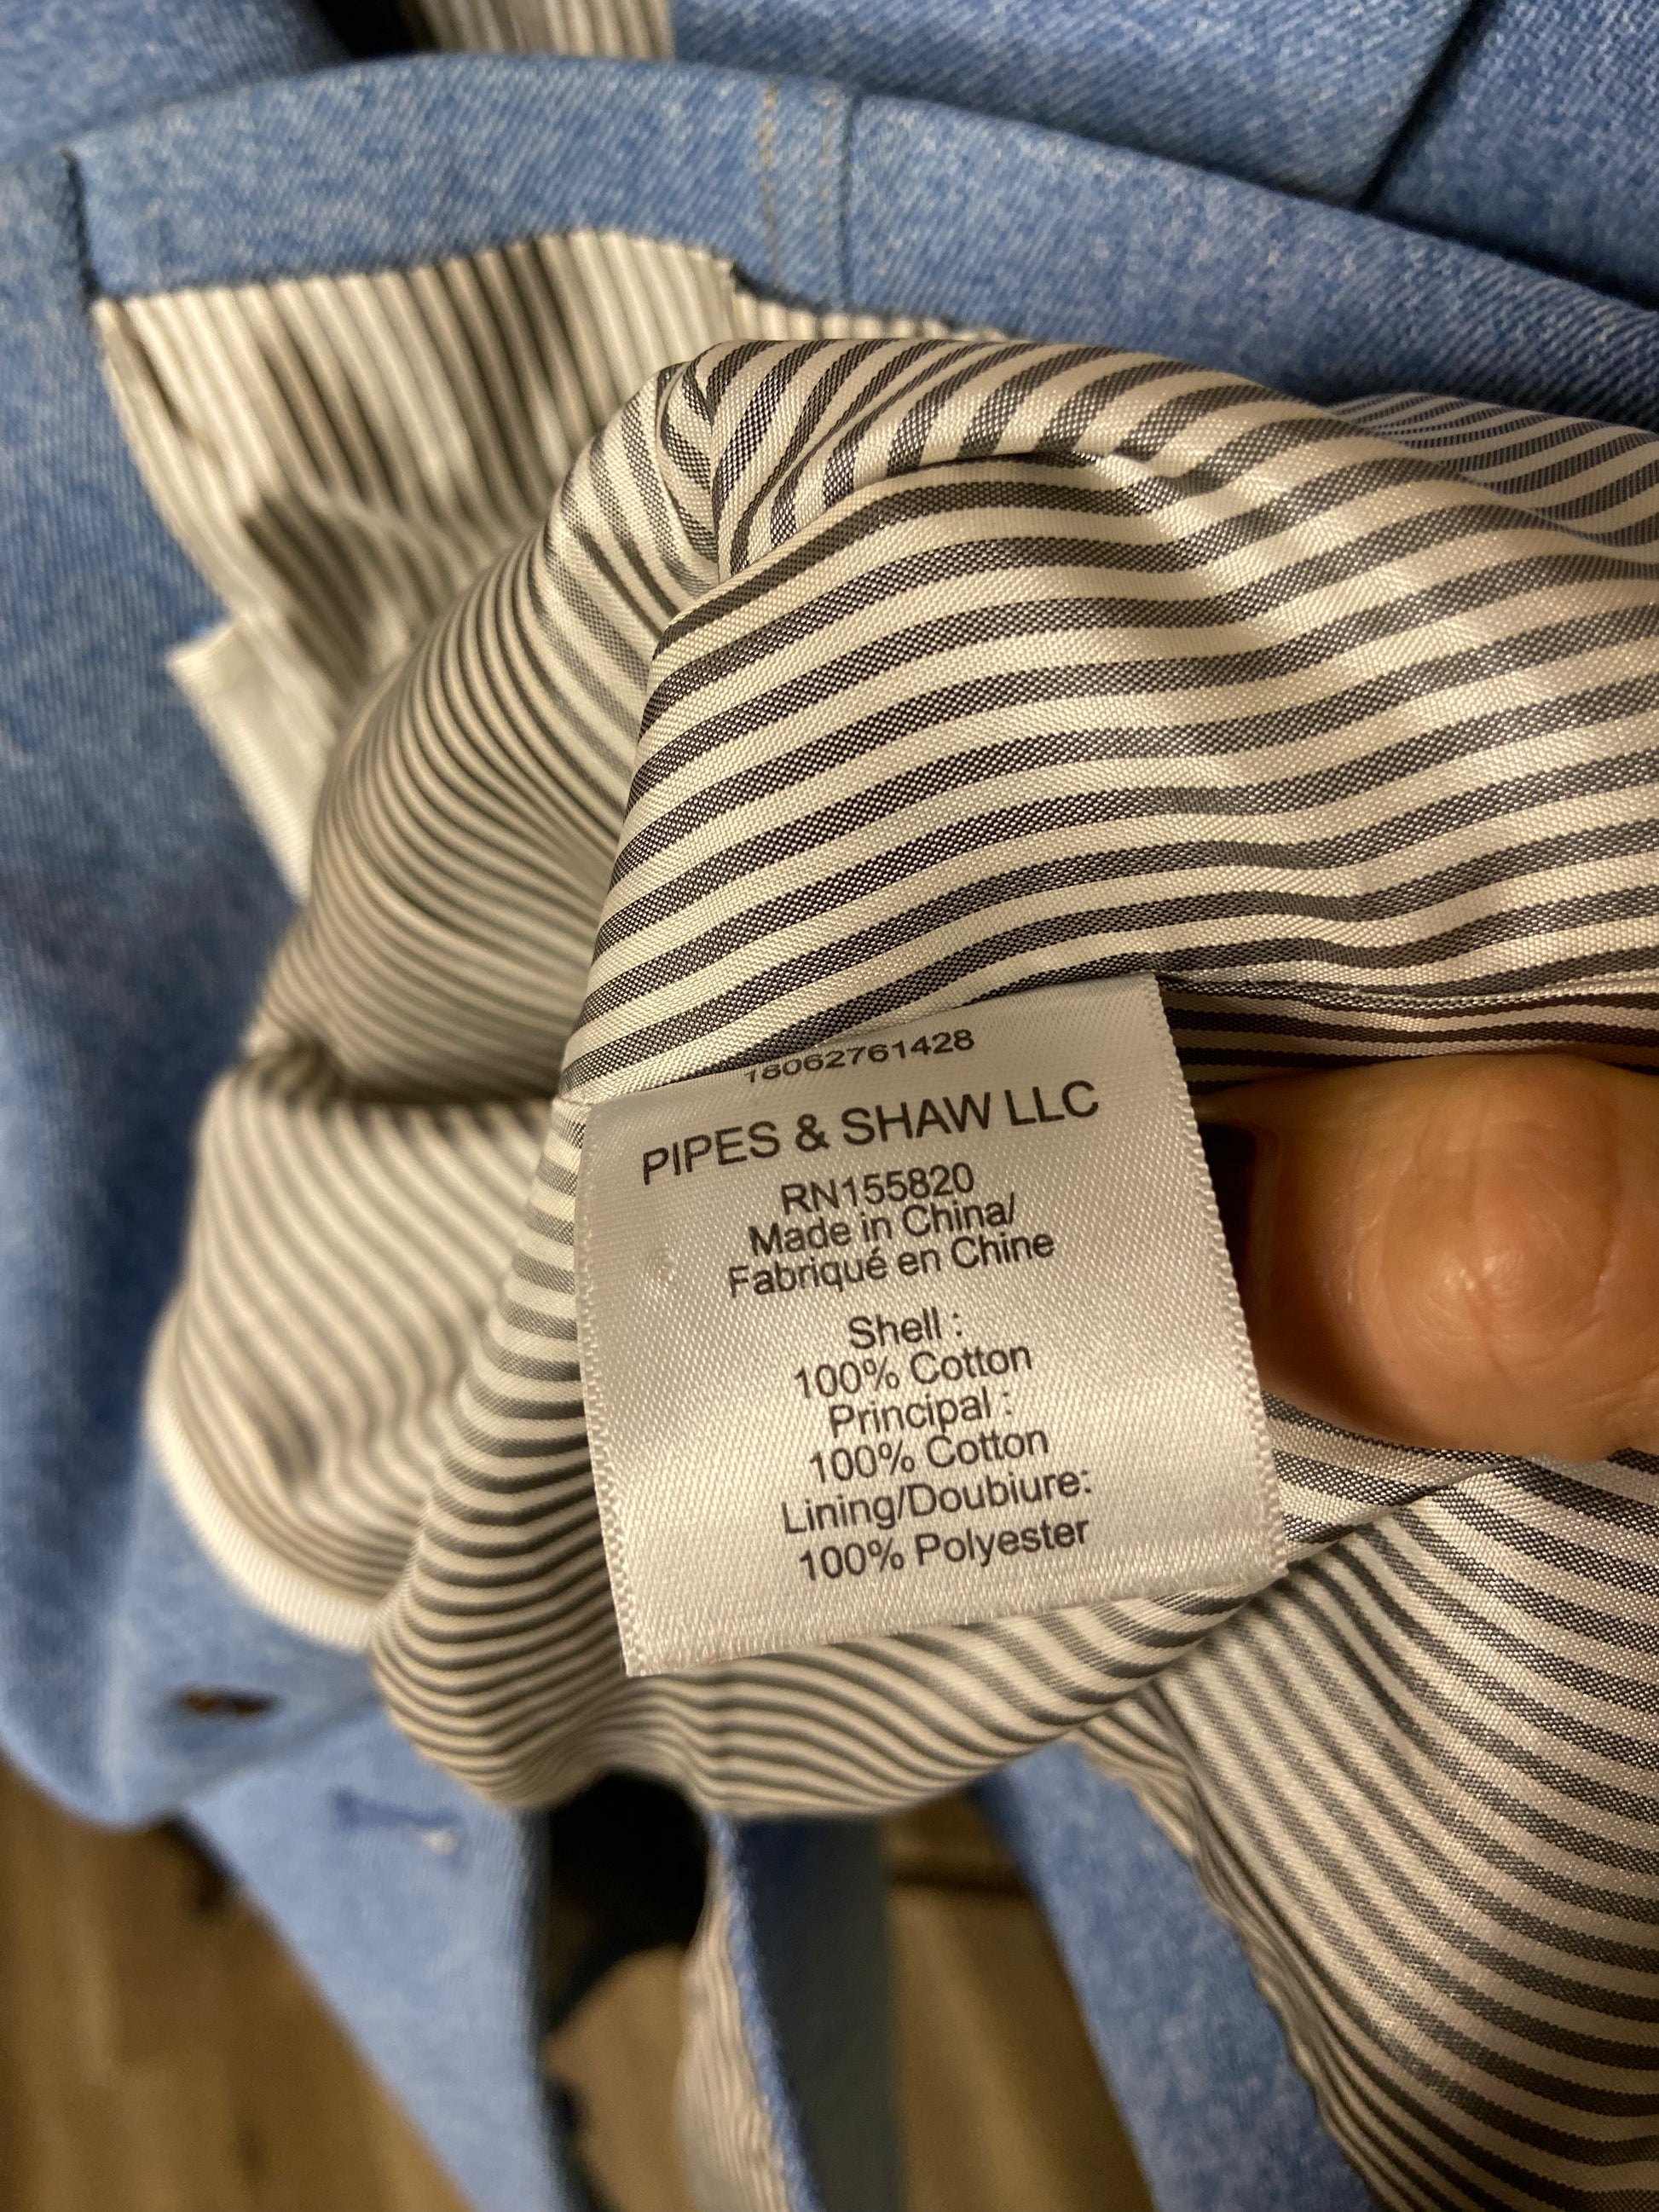 18062761428
PIPES & SHAW LLC
RN155820
Made in China/
Fabriqué en Chine
Shell :
100% Cotton
Principal :
100% Cotton
Lining/Doubiure:
100% Polyester